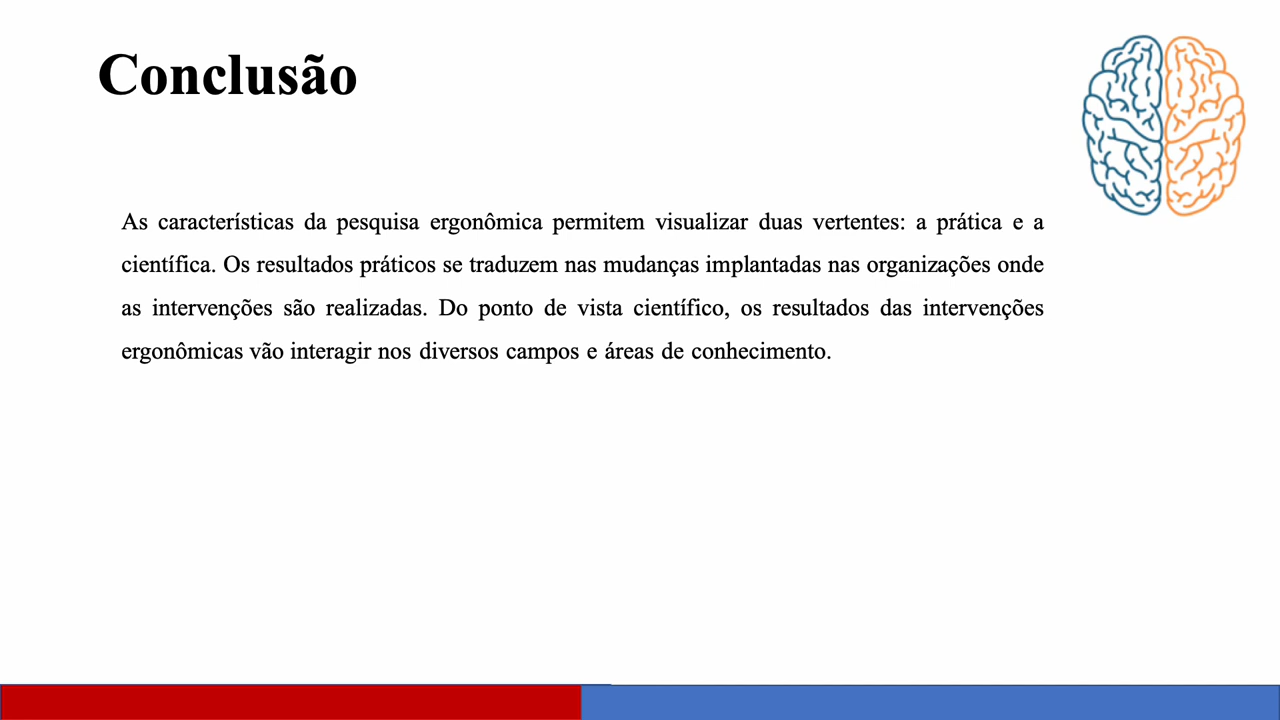 Conclusão
As características da pesquisa ergonômica permitem visualizar duas vertentes: a prática e a
científica. Os resultados práticos se traduzem nas mudanças implantadas nas organizações onde
as intervenções são realizadas. Do ponto de vista científico, os resultados das intervenções
ergonômicas vão interagir nos diversos campos e áreas de conhecimento.